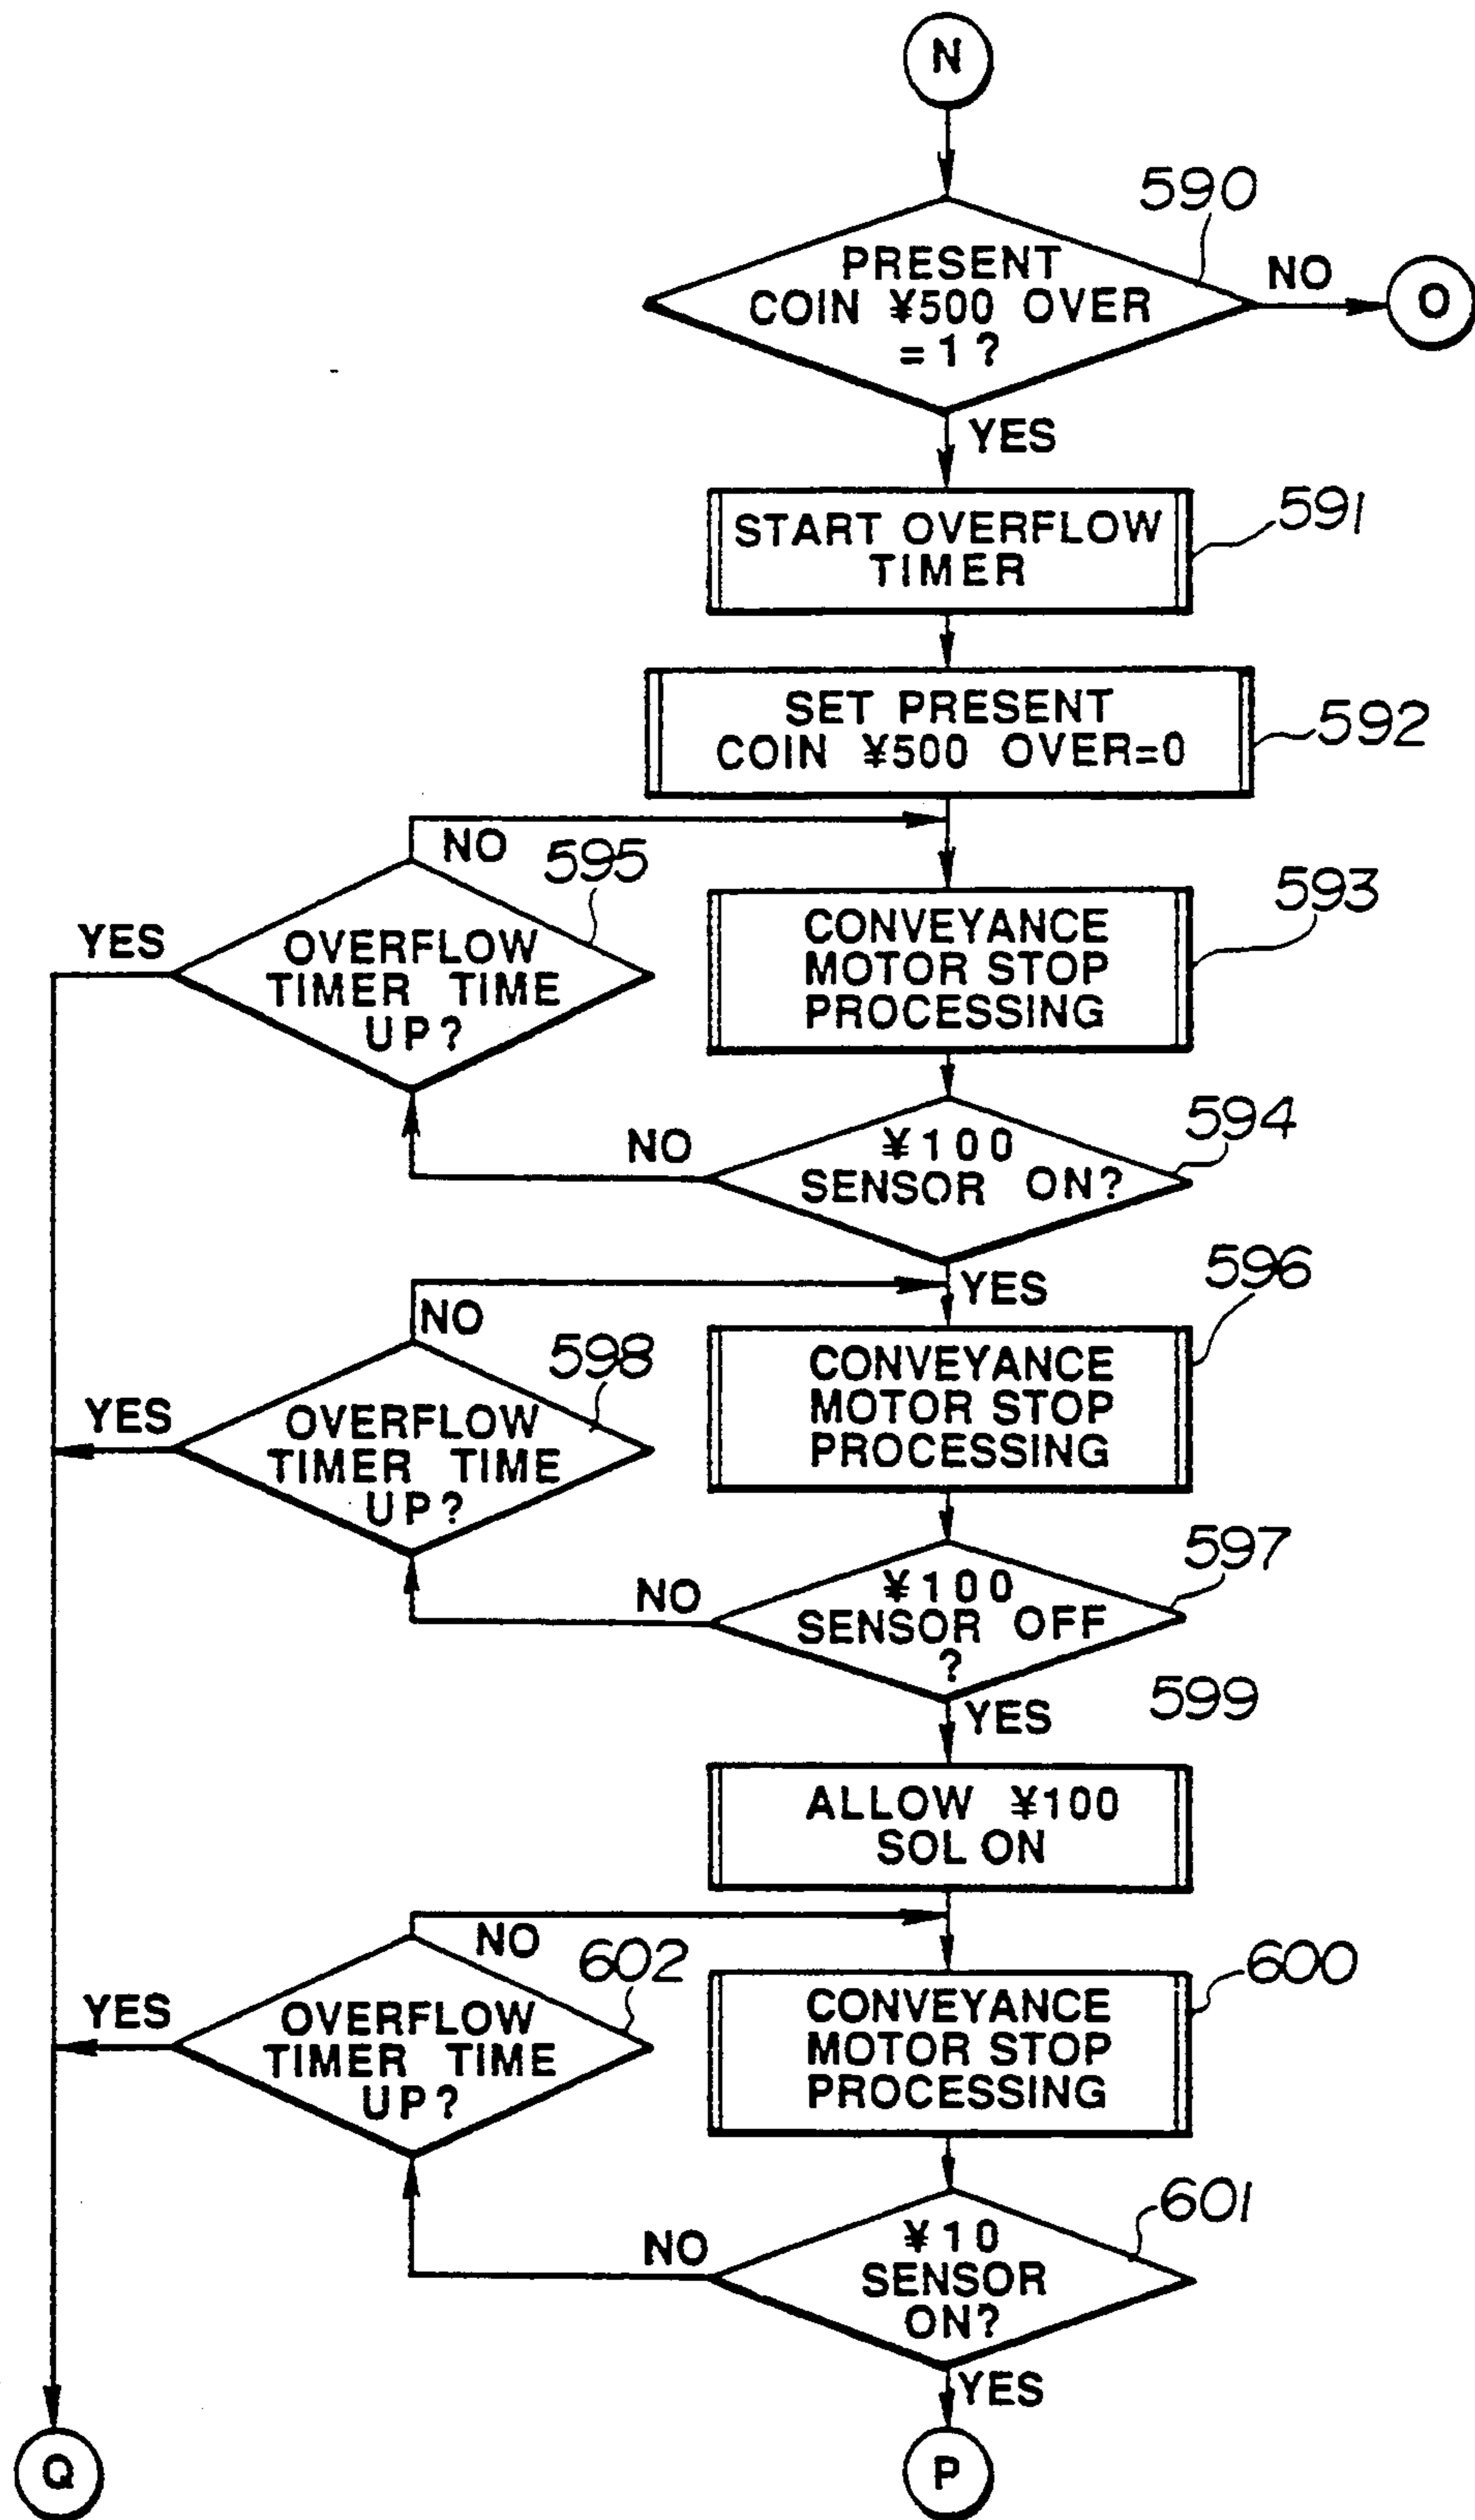 N
590
PRESENT
COIN ¥500 OVER
=1?
NO
O
YES
START OVERFLOW
TIMER
591
SET PRESENT
COIN ¥500 OVER=0
592
NO
595
YES
OVERFLOW
TIMER TIME
UP?
CONVEYANCE
MOTOR STOP
PROCESSING
593
NO
¥100
SENSOR ON?
594
YES
NO
598
YES
OVERFLOW
TIMER TIME
UP?
CONVEYANCE
MOTOR STOP
PROCESSING
596
NO
¥100
SENSOR OFF
?
597
YES
599
ALLOW ¥100
SOL ON
NO
602
YES
OVERFLOW
TIMER TIME
UP?
CONVEYANCE
MOTOR STOP
PROCESSING
600
NO
¥10
SENSOR
ON?
601
YES
Q
P